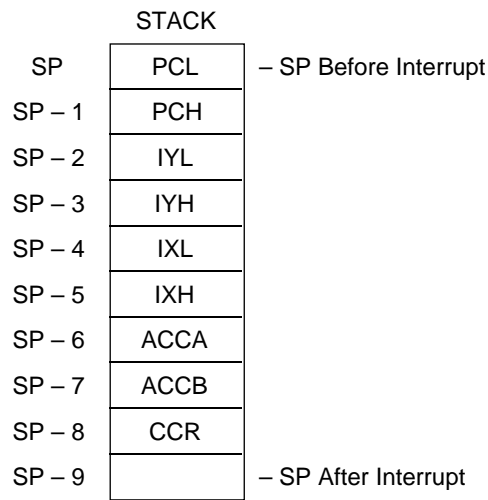 STACK
SP PCL – SP Before Interrupt
SP – 1 PCH
SP – 2 IYL
SP – 3 IYH
SP – 4 IXL
SP – 5 IXH
SP – 6 ACCA
SP – 7 ACCB
SP – 8 CCR
SP – 9 – SP After Interrupt